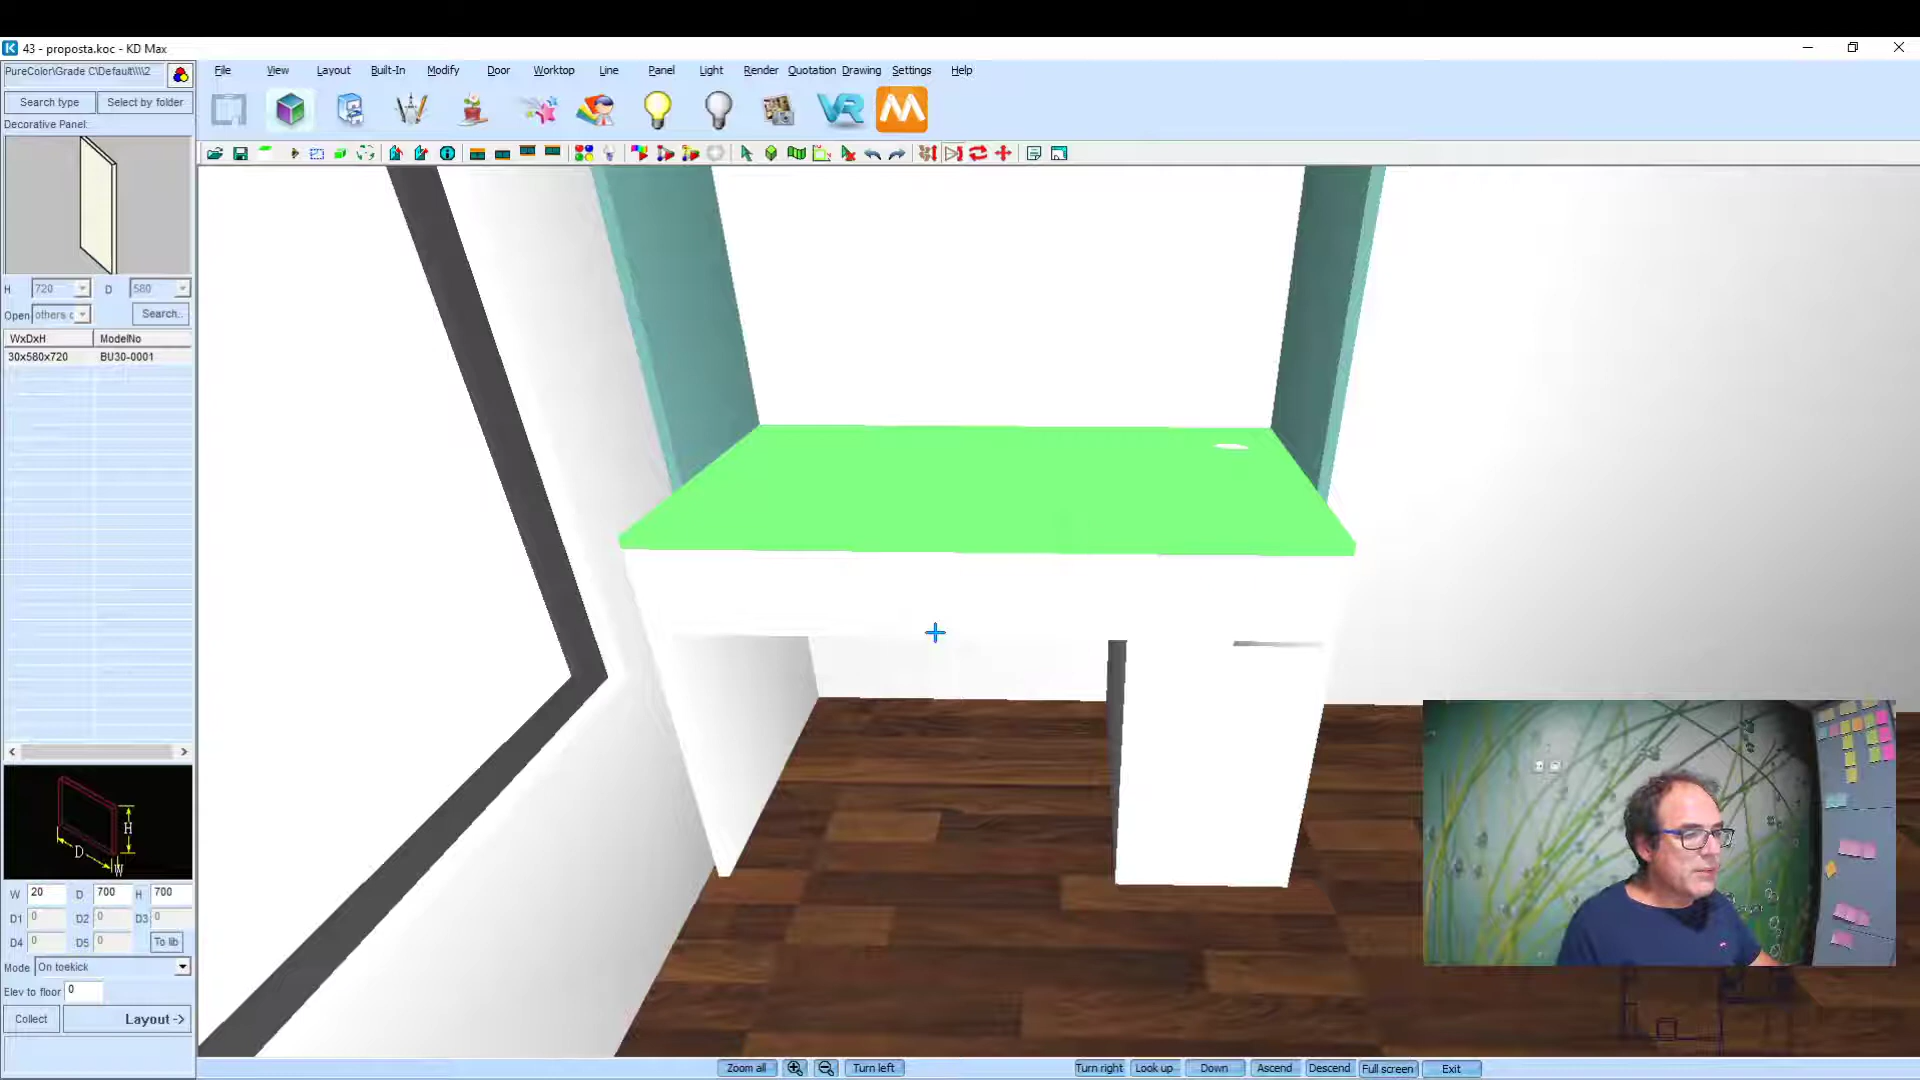 43 - proposta.koc - KD Max
PureColor\Grade C\Default\\\\2
File View Layout Built-In Modify Door Worktop Line Panel Light Render Quotation Drawing Settings Help
Search type Select by folder
Decorative Panel:
VR
H 720 D 580
Open others c Search..
WxDxH ModelNo
30x580x720 BU30-0001
H
D
W
W 20 D 700 H 700
D1 0 D2 0 D3 0
D4 0 D5 0 To lib
Mode On toekick
Elev to floor 0
Collect Layout ->
Zoom all Turn left Turn right Look up Down Ascend Descend Full screen Exit